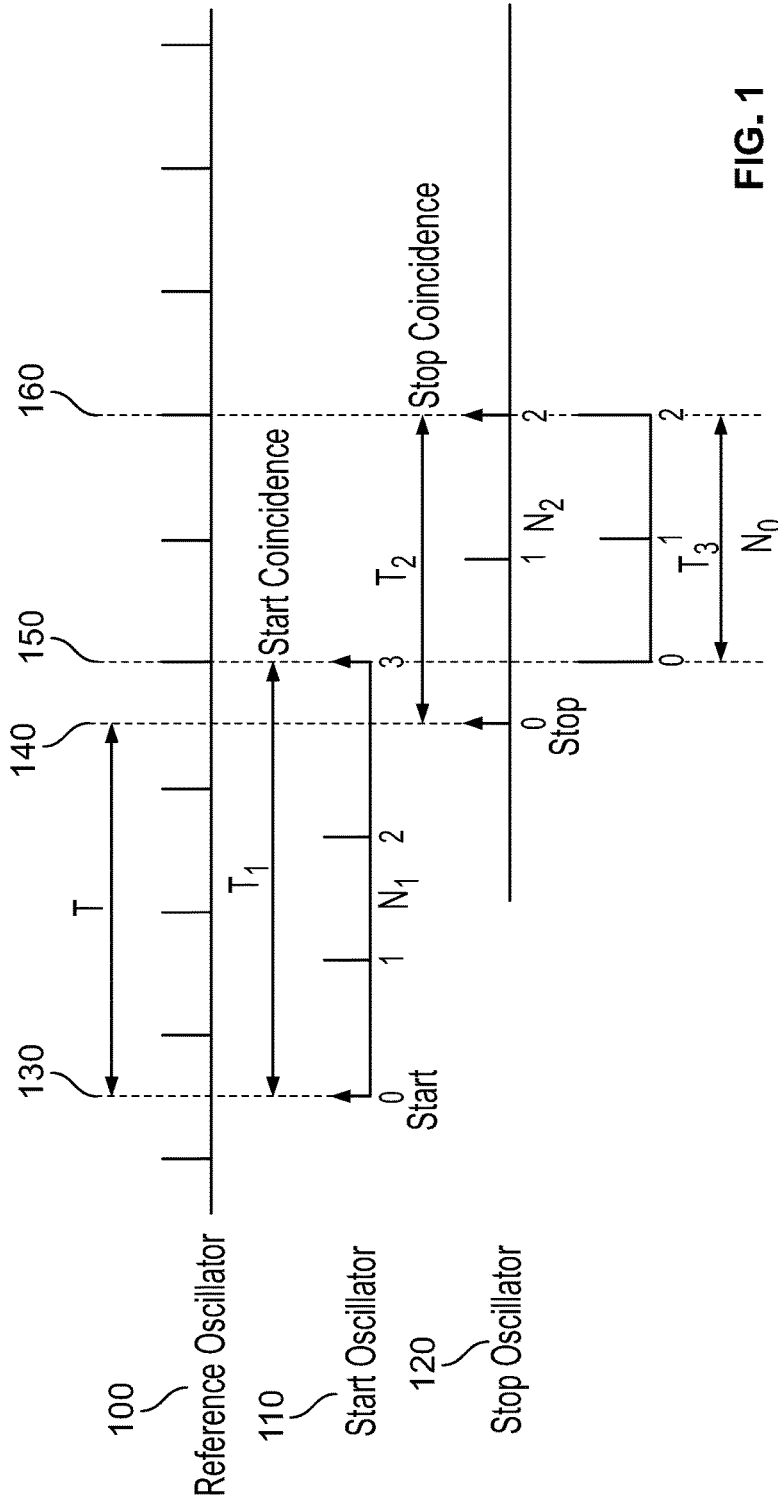 100
Reference Oscillator
110
Start Oscillator
120
Stop Oscillator
130
140
150
160
T
T1
Start Coincidence
0
1
2
3
Start
N1
T2
Stop Coincidence
0
1
2
Stop
N2
0
1
2
T3
N0
FIG. 1